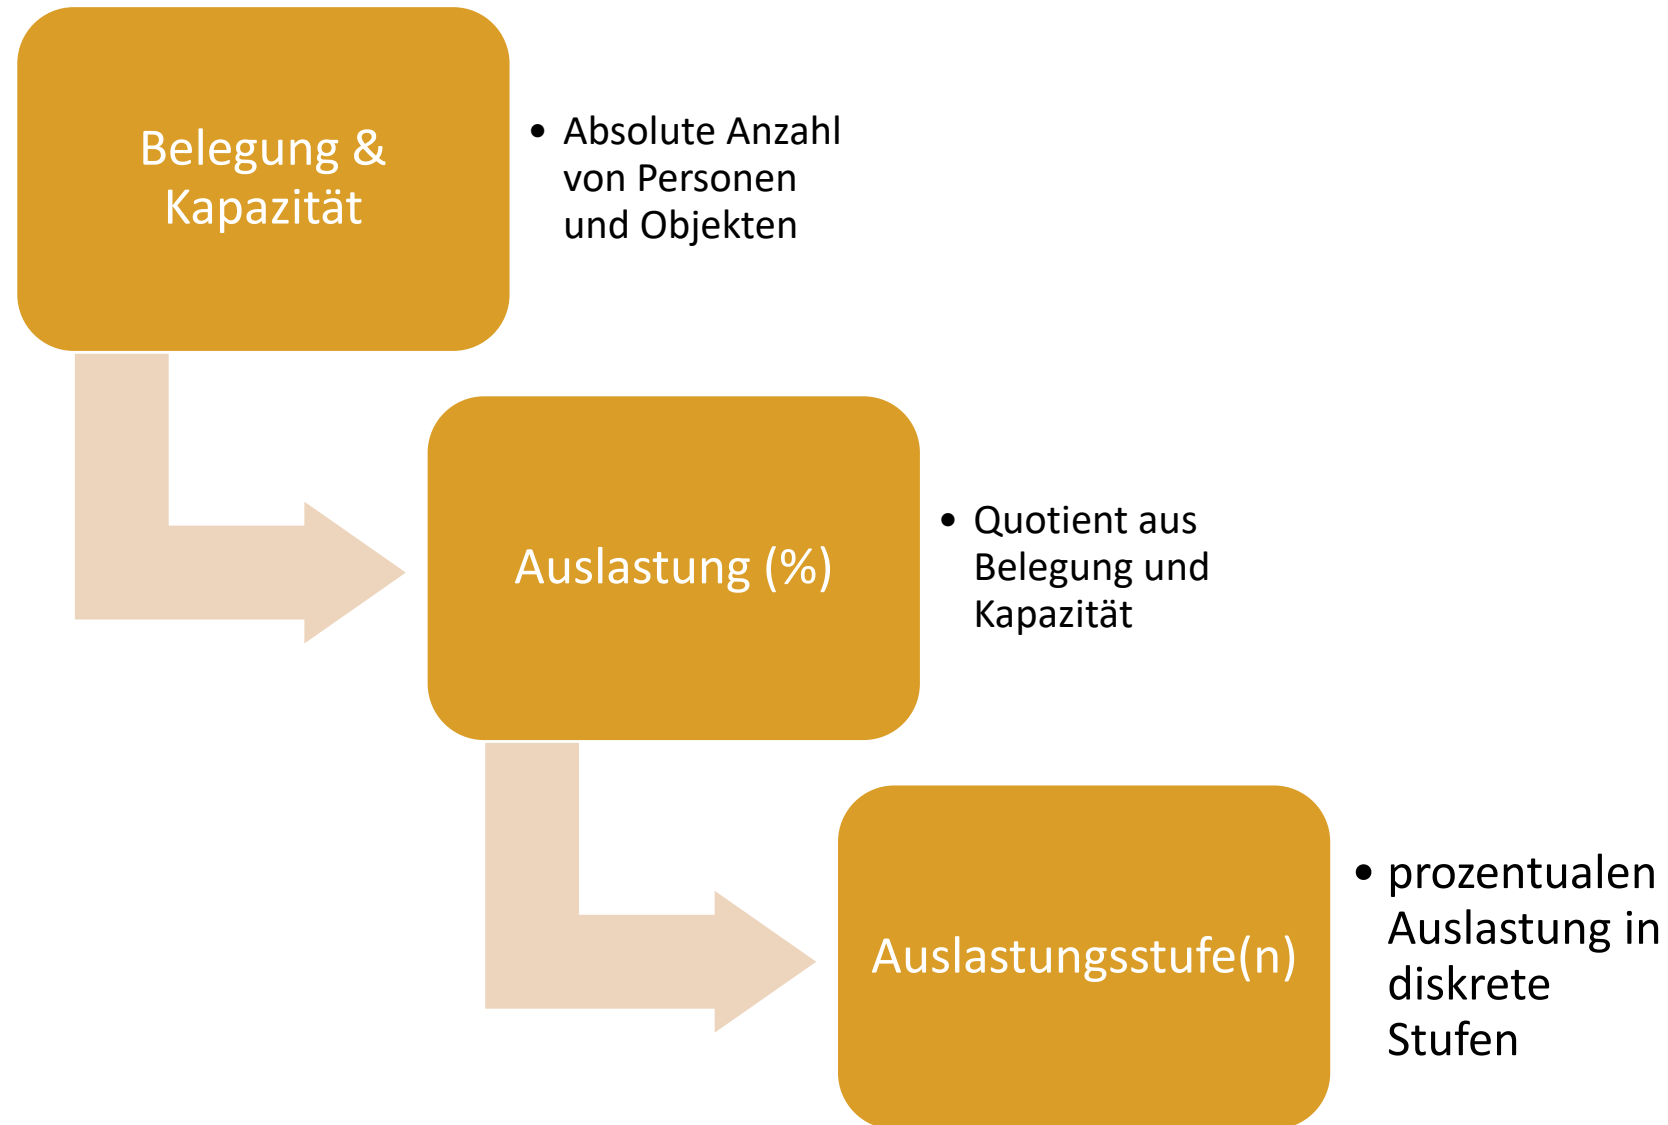 Belegung &
Kapazität
• Absolute Anzahl
von Personen
und Objekten
Auslastung (%)
• Quotient aus
Belegung und
Kapazität
Auslastungsstufe(n)
• prozentualen
Auslastung in
diskrete
Stufen